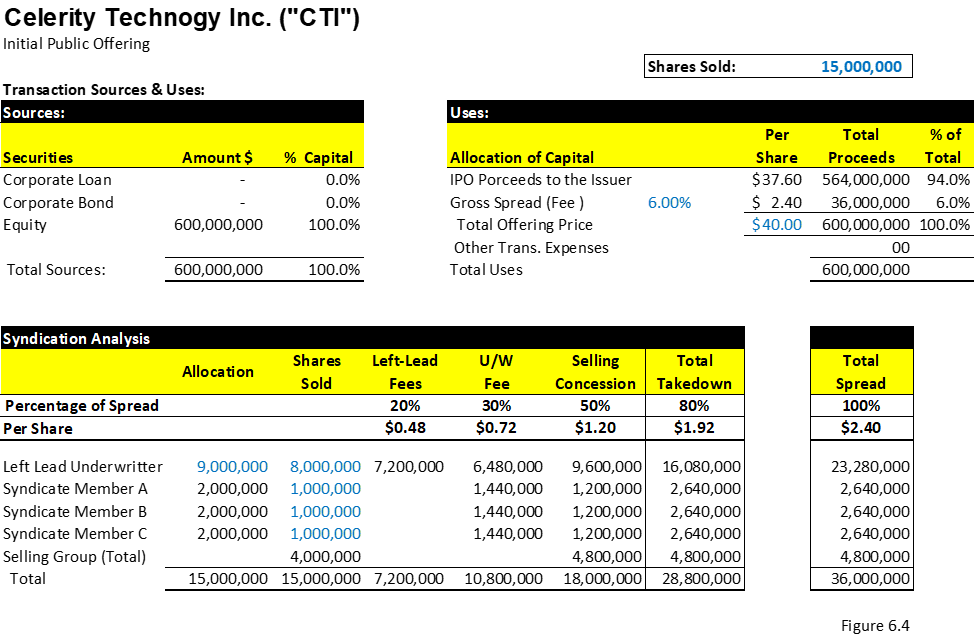 Celerity Technogy Inc. ("CTI")
Initial Public Offering
Shares Sold: 15,000,000
Transaction Sources & Uses:
Sources: Uses:
Per Total % of
Securities Amount $ % Capital Allocation of Capital Share Proceeds Total
Corporate Loan - 0.0% IPO Porceeds to the Issuer $37.60 564,000,000 94.0%
Corporate Bond - 0.0% Gross Spread (Fee ) 6.00% $ 2.40 36,000,000 6.0%
Equity 600,000,000 100.0% Total Offering Price $40.00 600,000,000 100.0%
Other Trans. Expenses 00
Total Sources: 600,000,000 100.0% Total Uses 600,000,000
Syndication Analysis
Shares Left-Lead U/W Selling Total Total
Allocation
Sold Fees Fee Concession Takedown Spread
Percentage of Spread 20% 30% 50% 80% 100%
Per Share $0.48 $0.72 $1.20 $1.92 $2.40
Left Lead Underwritter 9,000,000 8,000,000 7,200,000 6,480,000 9,600,000 16,080,000 23,280,000
Syndicate Member A 2,000,000 1,000,000 1,440,000 1,200,000 2,640,000 2,640,000
Syndicate Member B 2,000,000 1,000,000 1,440,000 1,200,000 2,640,000 2,640,000
Syndicate Member C 2,000,000 1,000,000 1,440,000 1,200,000 2,640,000 2,640,000
Selling Group (Total) 4,000,000 4,800,000 4,800,000 4,800,000
Total 15,000,000 15,000,000 7,200,000 10,800,000 18,000,000 28,800,000 36,000,000
Figure 6.4